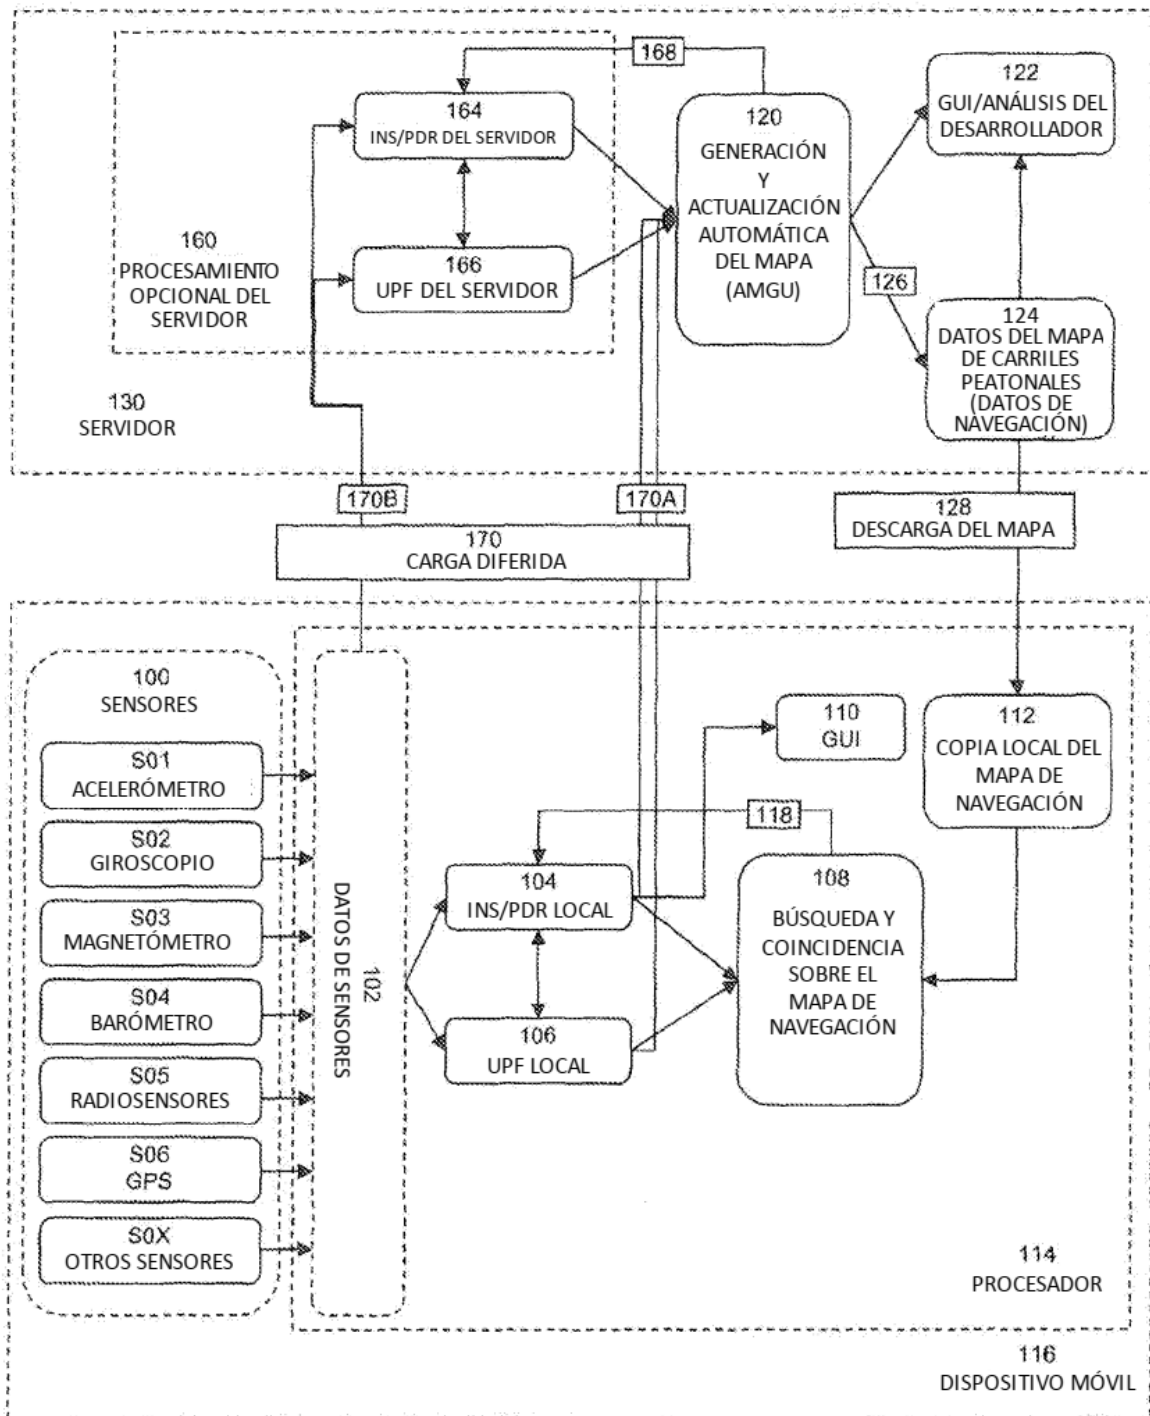 168
164
INS/PDR DEL SERVIDOR
166
UPF DEL SERVIDOR
160
PROCESAMIENTO
OPCIONAL DEL
SERVIDOR
120
GENERACIÓN
Y
ACTUALIZACIÓN
AUTOMÁTICA
DEL MAPA
(AMGU)
122
GUI/ANÁLISIS DEL
DESARROLLADOR
126
124
DATOS DEL MAPA
DE CARRILES
PEATONALES
(DATOS DE
NAVEGACIÓN)
130
SERVIDOR
170B
170A
170
CARGA DIFERIDA
128
DESCARGA DEL MAPA
100
SENSORES
S01
ACELERÓMETRO
S02
GIROSCOPIO
S03
MAGNETÓMETRO
S04
BARÓMETRO
S05
RADIOSENSORES
S06
GPS
S0X
OTROS SENSORES
DATOS DE SENSORES
102
104
INS/PDR LOCAL
106
UPF LOCAL
110
GUI
118
108
BÚSQUEDA Y
COINCIDENCIA
SOBRE EL
MAPA DE
NAVEGACIÓN
112
COPIA LOCAL DEL
MAPA DE
NAVEGACIÓN
114
PROCESADOR
116
DISPOSITIVO MÓVIL